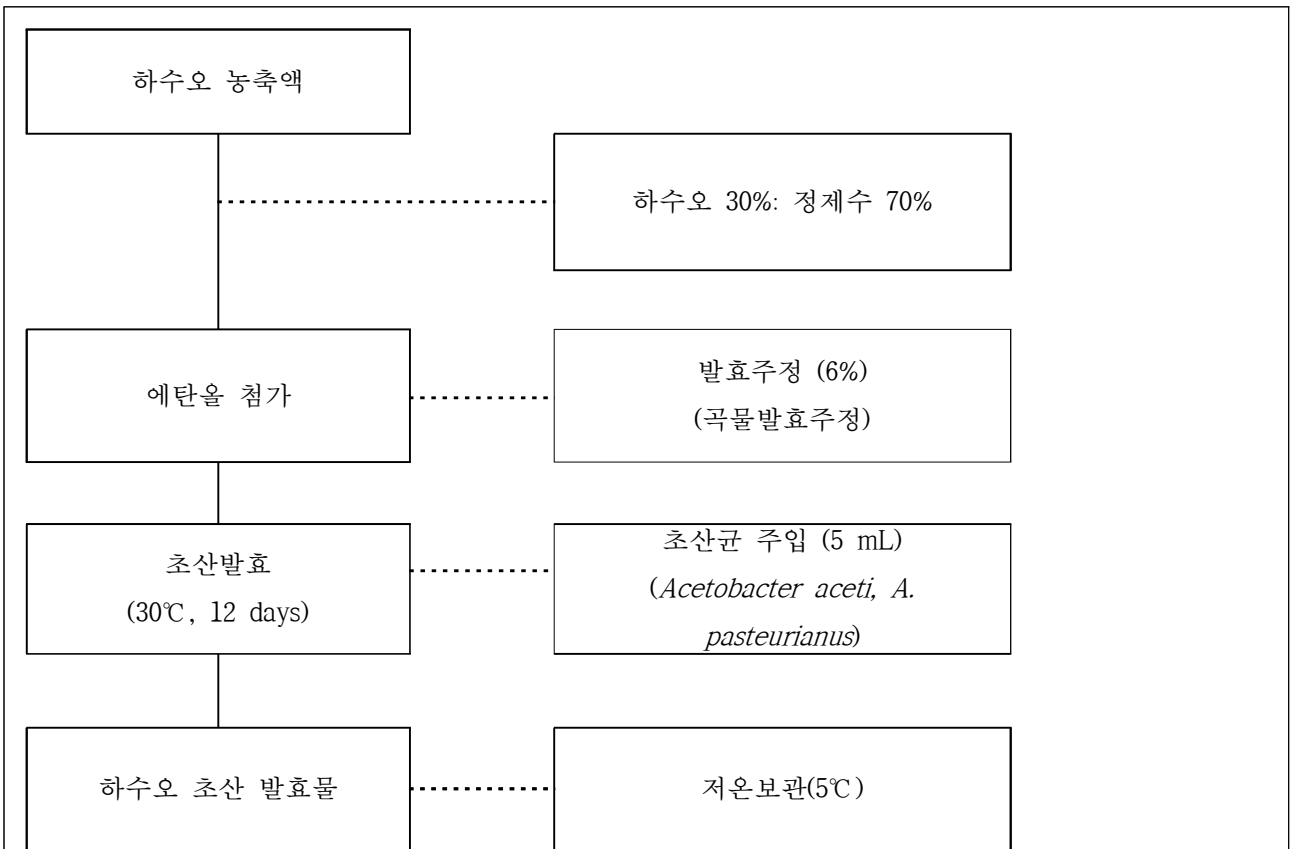 하수오 농축액
하수오 30%: 정제수 70%
에탄올 첨가
발효주정 (6%)
(곡물발효주정)
초산발효
(30℃, 12 days)
초산균 주입 (5 mL)
(Acetobacter aceti, A.
pasteurianus)
하수오 초산 발효물
저온보관(5℃)